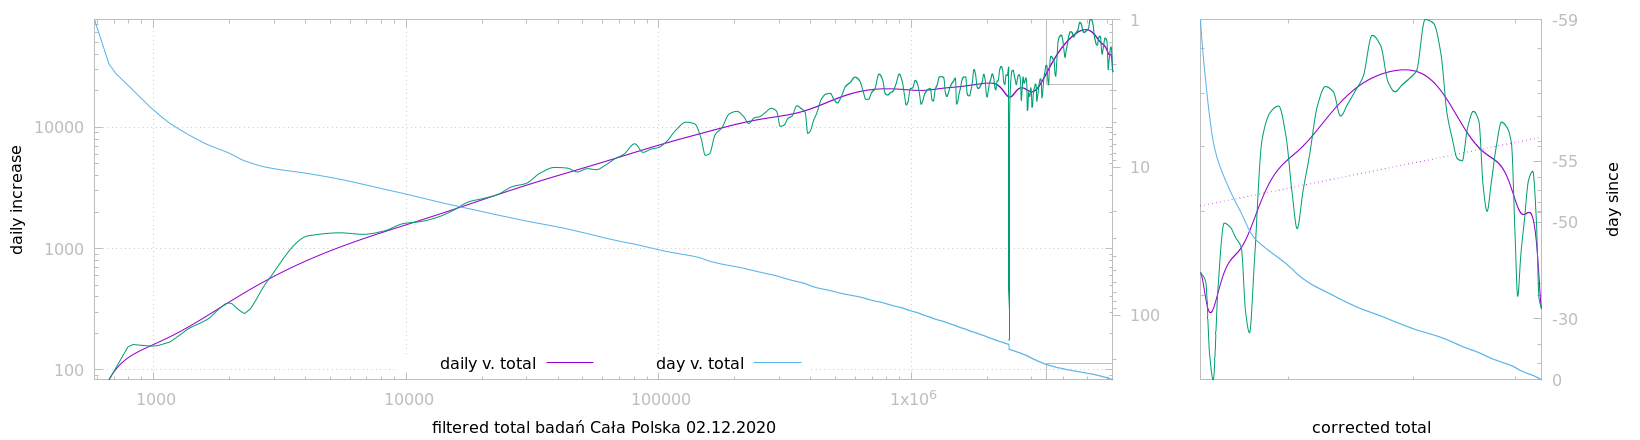 daily increase
10000
1000
100
1000
10000
100000
1x10⁶
1
10
100
daily v. total
day v. total
filtered total badań Cała Polska 02.12.2020
-59
-55
-50
-30
0
day since
corrected total